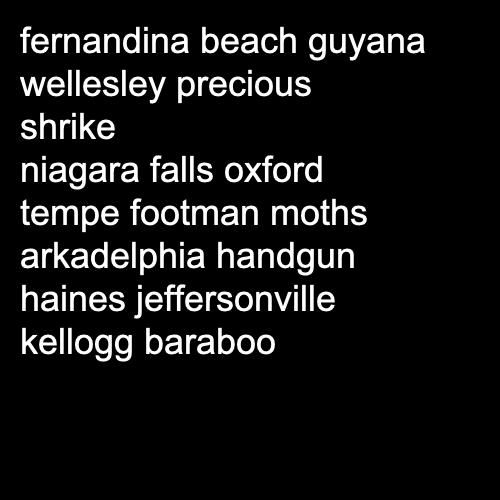 fernandina beach guyana
wellesley precious
shrike
niagara falls oxford
tempe footman moths
arkadelphia handgun
haines jeffersonville
kellogg baraboo